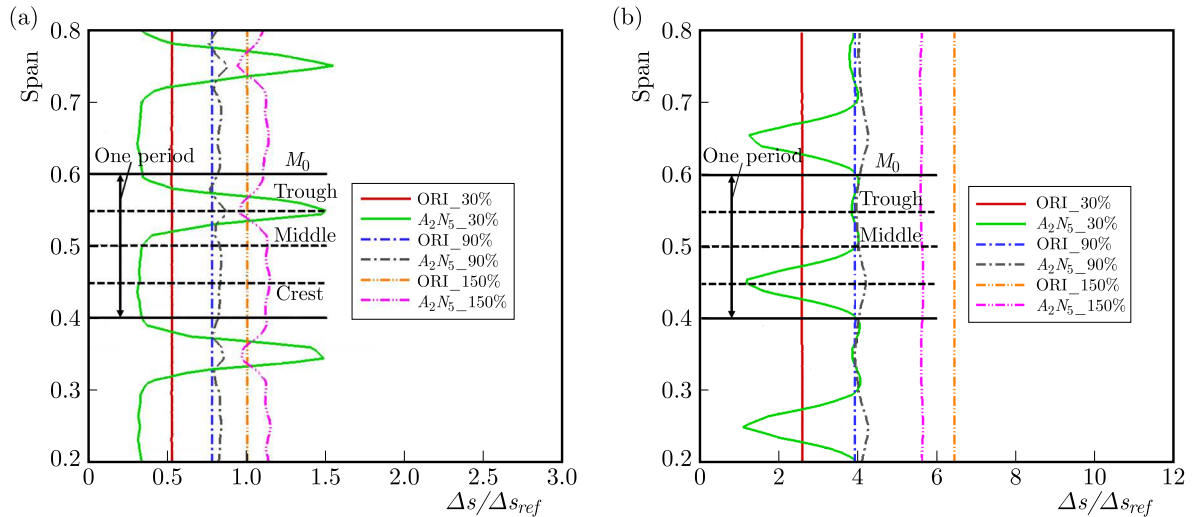 (a)
Span
0.8
0.7
0.6
0.5
0.4
0.3
0.2
0
0.5
1.0
1.5
2.0
2.5
3.0
Δs/Δs_ref
One period
M₀
Trough
Middle
Crest
ORI_30%
A₂N₅_30%
ORI_90%
A₂N₅_90%
ORI_150%
A₂N₅_150%
(b)
Span
0.8
0.7
0.6
0.5
0.4
0.3
0.2
0
2
4
6
8
10
12
Δs/Δs_ref
One period
M₀
Trough
Middle
ORI_30%
A₂N₅_30%
ORI_90%
A₂N₅_90%
ORI_150%
A₂N₅_150%